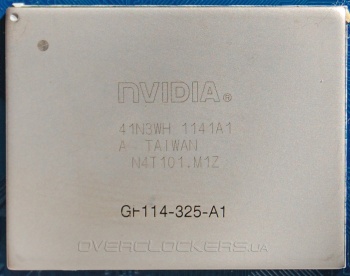 NVIDIA®
41N3WH 1141A1
A TAIWAN
N4T101.M1Z
GF114-325-A1
OVERCLOCKERS.UA